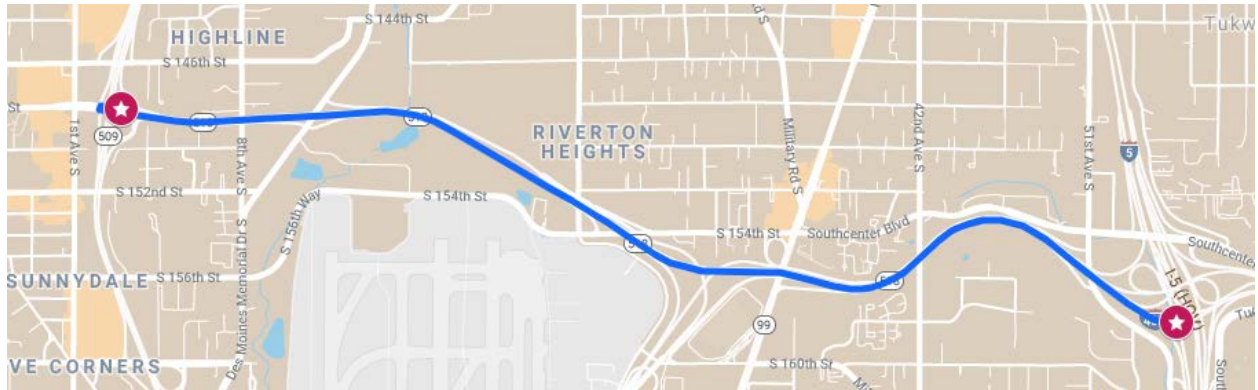 S 144th St
Tukw
HIGHLINE
S 146th St
St
509
1st Ave S
8th Ave S
RIVERTON
HEIGHTS
Military Rd S
42nd Ave S
51st Ave S
5
S 152nd St
S 154th St
S 156th Way
S 154th St
Southcenter Blvd
Southcenter
SUNNYDALE
S 156th St
Des Moines Memorial Dr S
I-5 (HOV)
99
S 160th St
VE CORNERS